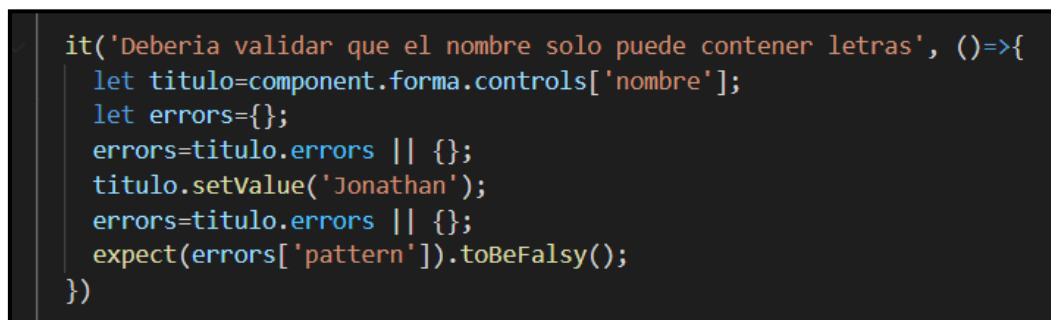 it('Deberia validar que el nombre solo puede contener letras', ()=>{
let titulo=component.forma.controls['nombre'];
let errors={};
errors=titulo.errors || {};
titulo.setValue('Jonathan');
errors=titulo.errors || {};
expect(errors['pattern']).toBeFalsy();
})